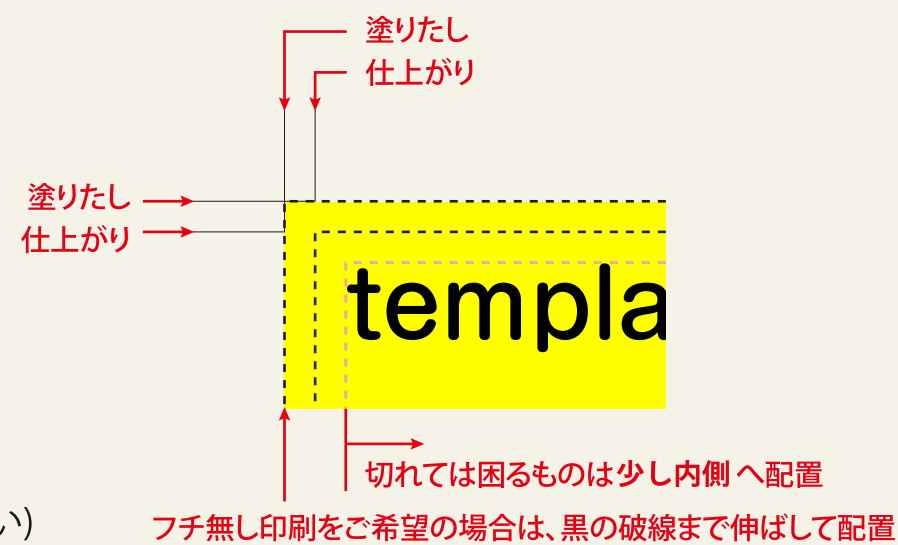 塗りたし
仕上がり
塗りたし
仕上がり
templa
切れては困るものは少し内側 へ配置
い)
フチ無し印刷をご希望の場合は、黒の破線まで伸ばして配置